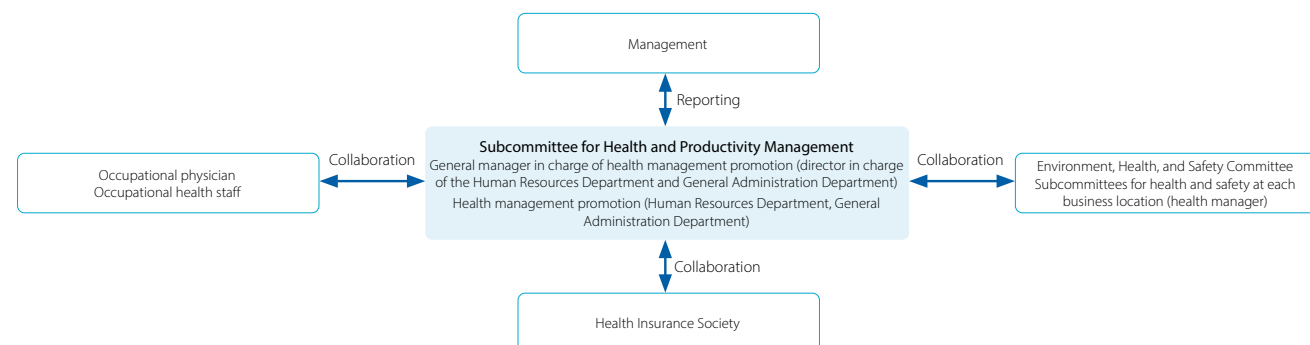 Management
Reporting
Subcommittee for Health and Productivity Management
General manager in charge of health management promotion (director in charge
of the Human Resources Department and General Administration Department)
Health management promotion (Human Resources Department, General
Administration Department)
Collaboration
Occupational physician
Occupational health staff
Collaboration
Environment, Health, and Safety Committee
Subcommittees for health and safety at each
business location (health manager)
Collaboration
Health Insurance Society